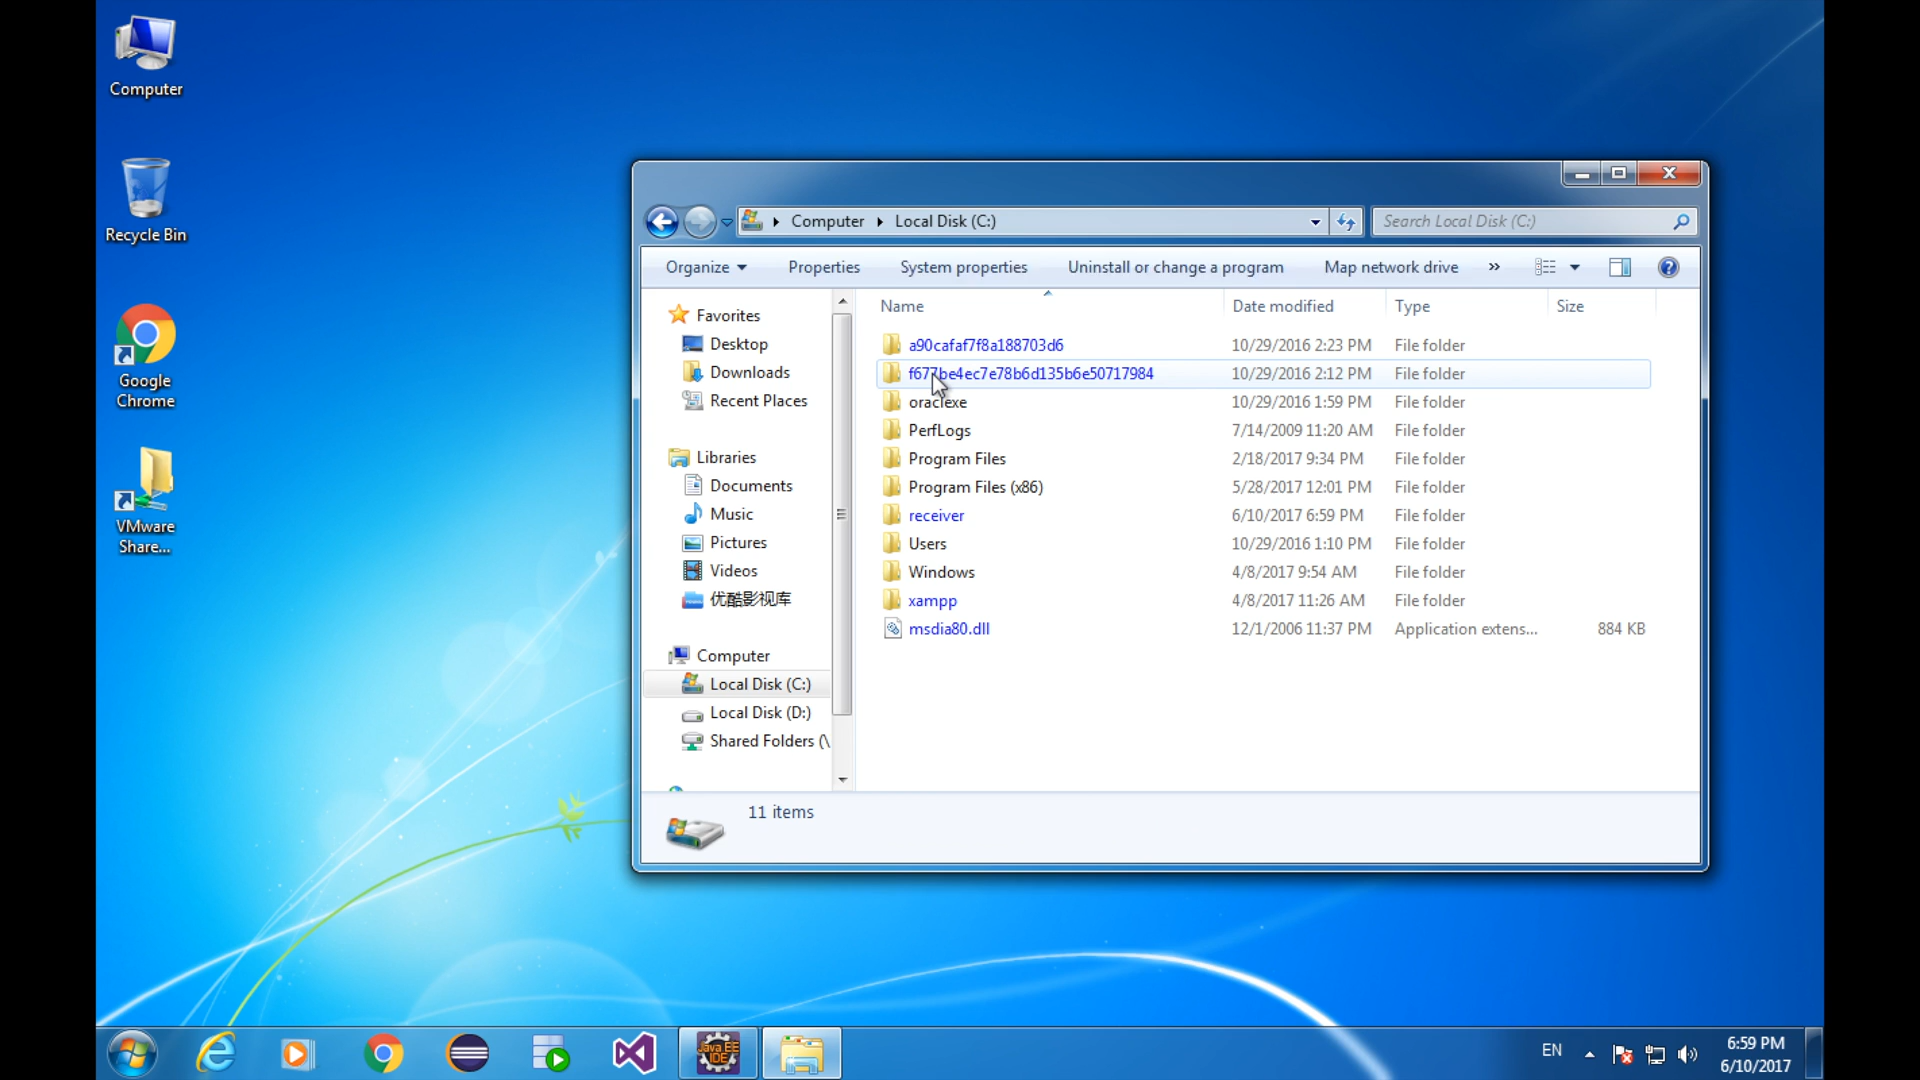 Computer
Recycle Bin
Google
Chrome
VMware
Share...
Computer
Local Disk (C:)
Search Local Disk (C:)
Organize
Properties
System properties
Uninstall or change a program
Map network drive
»
Favorites
Desktop
Downloads
Recent Places
Libraries
Documents
Music
Pictures
Videos
优酷影视库
Computer
Local Disk (C:)
Local Disk (D:)
Shared Folders (\
Name Date modified Type Size
a90cafaf7f8a188703d6 10/29/2016 2:23 PM File folder
f677be4ec7e78b6d135b6e50717984 10/29/2016 2:12 PM File folder
oraclexe 10/29/2016 1:59 PM File folder
PerfLogs 7/14/2009 11:20 AM File folder
Program Files 2/18/2017 9:34 PM File folder
Program Files (x86) 5/28/2017 12:01 PM File folder
receiver 6/10/2017 6:59 PM File folder
Users 10/29/2016 1:10 PM File folder
Windows 4/8/2017 9:54 AM File folder
xampp 4/8/2017 11:26 AM File folder
msdia80.dll 12/1/2006 11:37 PM Application extens... 884 KB
11 items
Java EE
IDE
EN
6:59 PM
6/10/2017